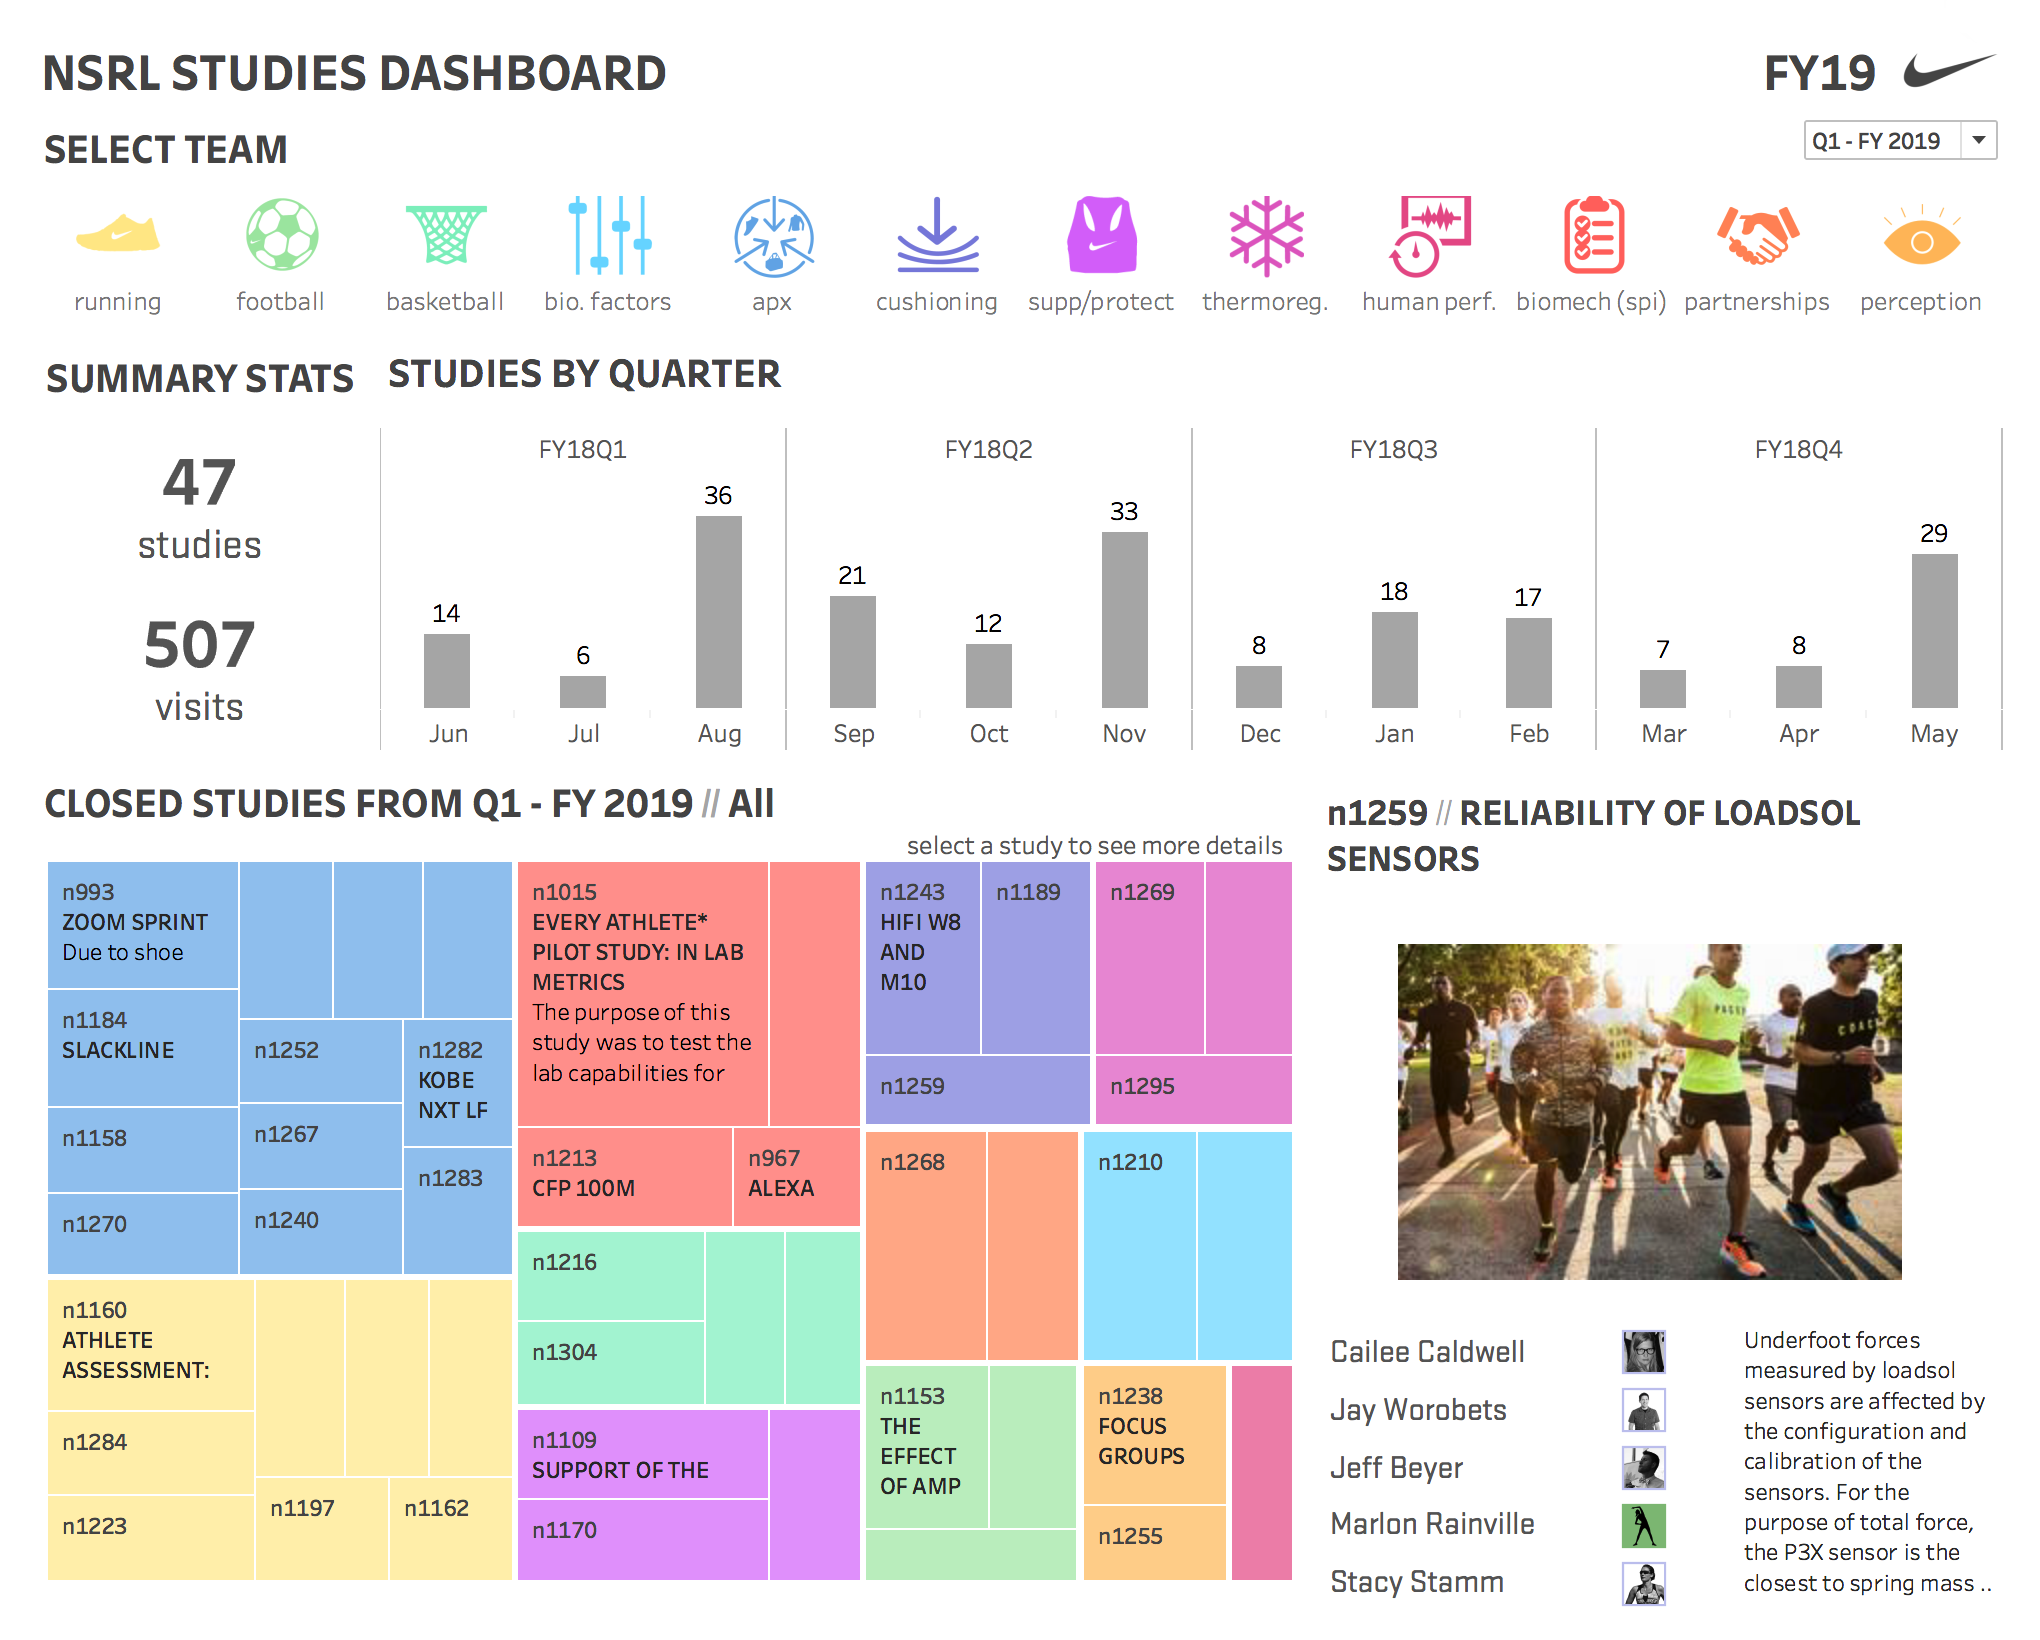 NSRL STUDIES DASHBOARD
FY19
SELECT TEAM
Q1 - FY 2019
running
football
basketball
bio. factors
apx
cushioning
supp/protect
thermoreg.
human perf.
biomech (spi)
partnerships
perception
SUMMARY STATS
47
studies
507
visits
STUDIES BY QUARTER
FY18Q1
FY18Q2
FY18Q3
FY18Q4
14
6
36
21
12
33
8
18
17
7
8
29
Jun
Jul
Aug
Sep
Oct
Nov
Dec
Jan
Feb
Mar
Apr
May
CLOSED STUDIES FROM Q1 - FY 2019 // All
select a study to see more details
n993
ZOOM SPRINT
Due to shoe
n1184
SLACKLINE
n1158
n1270
n1252
n1267
n1240
n1282
KOBE
NXT LF
n1283
n1160
ATHLETE
ASSESSMENT:
n1284
n1223
n1197
n1162
n1015
EVERY ATHLETE*
PILOT STUDY: IN LAB
METRICS
The purpose of this
study was to test the
lab capabilities for
n1213
CFP 100M
n967
ALEXA
n1216
n1304
n1109
SUPPORT OF THE
n1170
n1243
HIFI W8
AND
M10
n1189
n1259
n1269
n1295
n1268
n1210
n1153
THE
EFFECT
OF AMP
n1238
FOCUS
GROUPS
n1255
n1259 // RELIABILITY OF LOADSOL
SENSORS
PACER
COACH
Cailee Caldwell
Jay Worobets
Jeff Beyer
Marlon Rainville
Stacy Stamm
Underfoot forces
measured by loadsol
sensors are affected by
the configuration and
calibration of the
sensors. For the
purpose of total force,
the P3X sensor is the
closest to spring mass ..